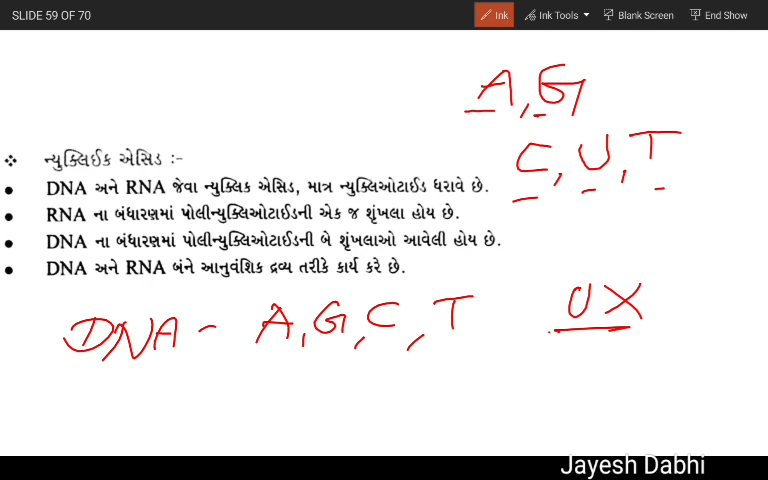 SLIDE 59 OF 70 Ink Ink Tools Blank Screen End Show
A, G
C, U, T
❖ ન્યુક્લિઈક એસિડ :-
• DNA અને RNA જેવા ન્યુક્લિક એસિડ, માત્ર ન્યુક્લિઓટાઈડ ધરાવે છે.
• RNA ના બંધારણમાં પોલીન્યુક્લિઓટાઈડની એક જ શૃંખલા હોય છે.
• DNA ના બંધારણમાં પોલીન્યુક્લિઓટાઈડની બે શૃંખલાઓ આવેલી હોય છે.
• DNA અને RNA બંને આનુવંશિક દ્રવ્ય તરીકે કાર્ય કરે છે.
DNA - A, G, C, T UX
Jayesh Dabhi